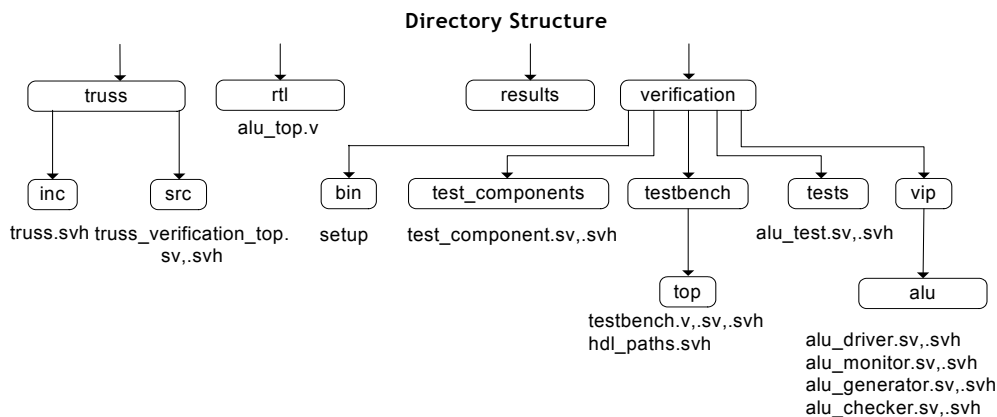 Directory Structure
truss
rtl
results
verification
alu_top.v
inc
src
bin
test_components
testbench
tests
vip
truss.svh
truss_verification_top.
sv,.svh
setup
test_component.sv,.svh
alu_test.sv,.svh
top
alu
testbench.v,.sv,.svh
hdl_paths.svh
alu_driver.sv,.svh
alu_monitor.sv,.svh
alu_generator.sv,.svh
alu_checker.sv,.svh